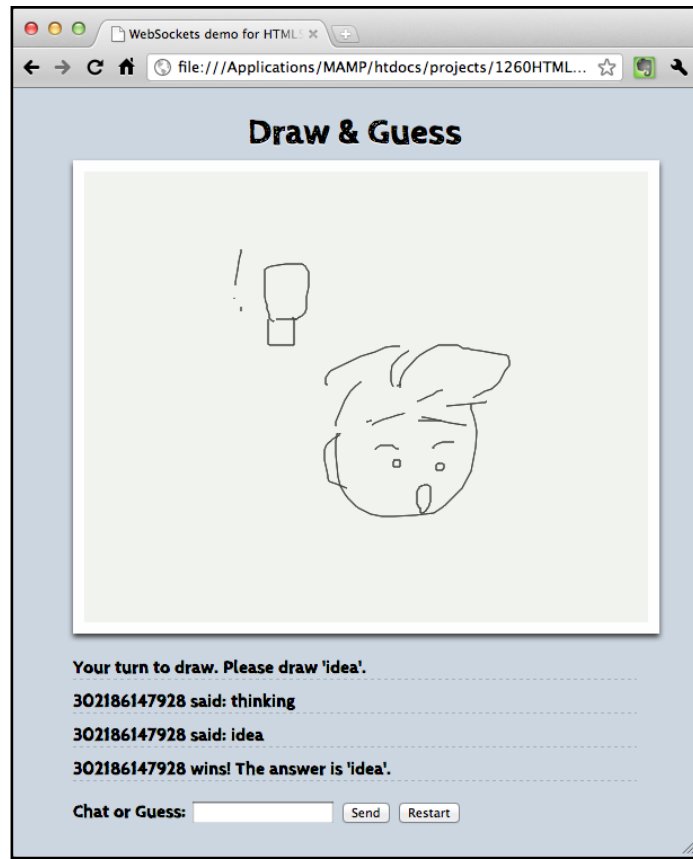 WebSockets demo for HTML5
file:///Applications/MAMP/htdocs/projects/1260HTML...
Draw & Guess
!
Your turn to draw. Please draw 'idea'.
302186147928 said: thinking
302186147928 said: idea
302186147928 wins! The answer is 'idea'.
Chat or Guess: Send Restart